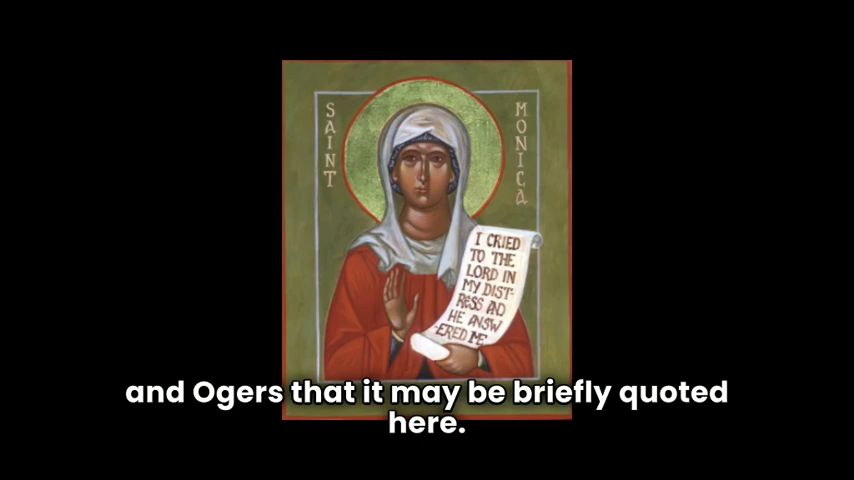 SAINT
MONICA
I CRIED
TO THE
LORD IN
MY DIST-
RESS AND
HE ANSW
-ERED ME
and Ogers that it may be briefly quoted
here.